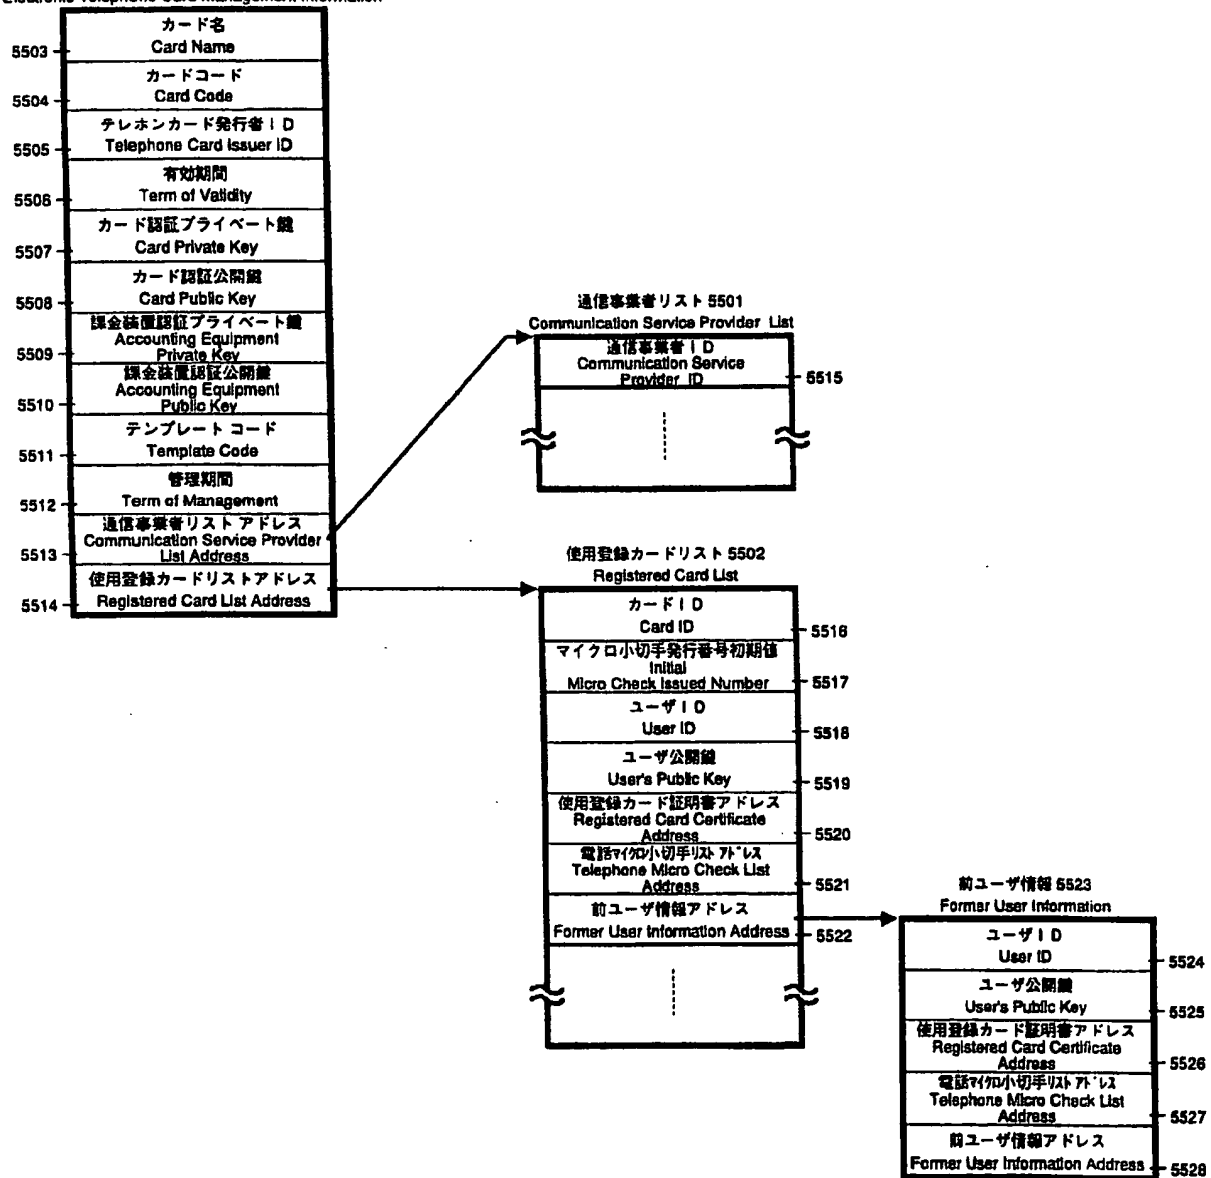 Electronic Telephone Card Management Information
カード名
Card Name
5503
カードコード
Card Code
5504
テレホンカード発行者ID
Telephone Card Issuer ID
5505
有効期間
Term of Validity
5506
カード認証プライベート鍵
Card Private Key
5507
カード認証公開鍵
Card Public Key
5508
課金装置認証プライベート鍵
Accounting Equipment
Private Key
5509
課金装置認証公開鍵
Accounting Equipment
Public Key
5510
テンプレート コード
Template Code
5511
管理期間
Term of Management
5512
通信事業者リスト アドレス
Communication Service Provider
List Address
5513
使用登録カードリストアドレス
Registered Card List Address
5514
通信事業者リスト 5501
Communication Service Provider List
通信事業者ID
Communication Service
Provider ID
5515
使用登録カードリスト 5502
Registered Card List
カードID
Card ID
5516
マイクロ小切手発行番号初期値
Initial
Micro Check Issued Number
5517
ユーザID
User ID
5518
ユーザ公開鍵
User's Public Key
5519
使用登録カード証明書アドレス
Registered Card Certificate
Address
5520
電話マイクロ小切手リスト アドレス
Telephone Micro Check List
Address
5521
前ユーザ情報アドレス
Former User Information Address
5522
前ユーザ情報 5523
Former User Information
ユーザID
User ID
5524
ユーザ公開鍵
User's Public Key
5525
使用登録カード証明書アドレス
Registered Card Certificate
Address
5526
電話マイクロ小切手リスト アドレス
Telephone Micro Check List
Address
5527
前ユーザ情報アドレス
Former User Information Address
5528